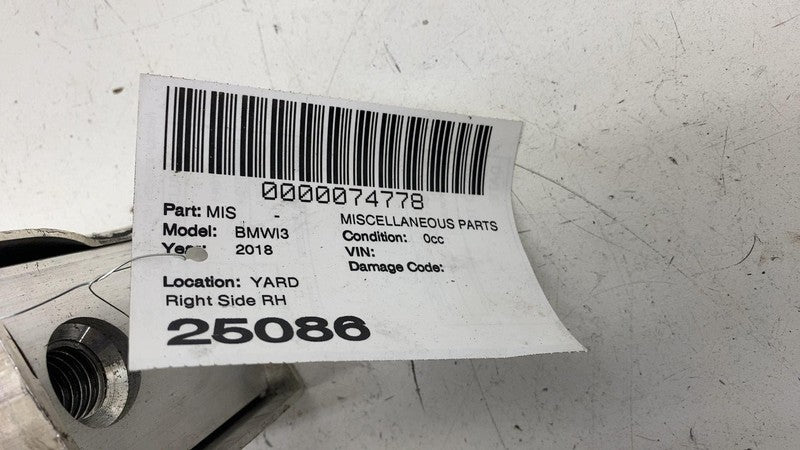 0000074778
Part: MIS - MISCELLANEOUS PARTS
Model: BMWI3 Condition: 0cc
Year: 2018 VIN:
Damage Code:
Location: YARD
Right Side RH
25086